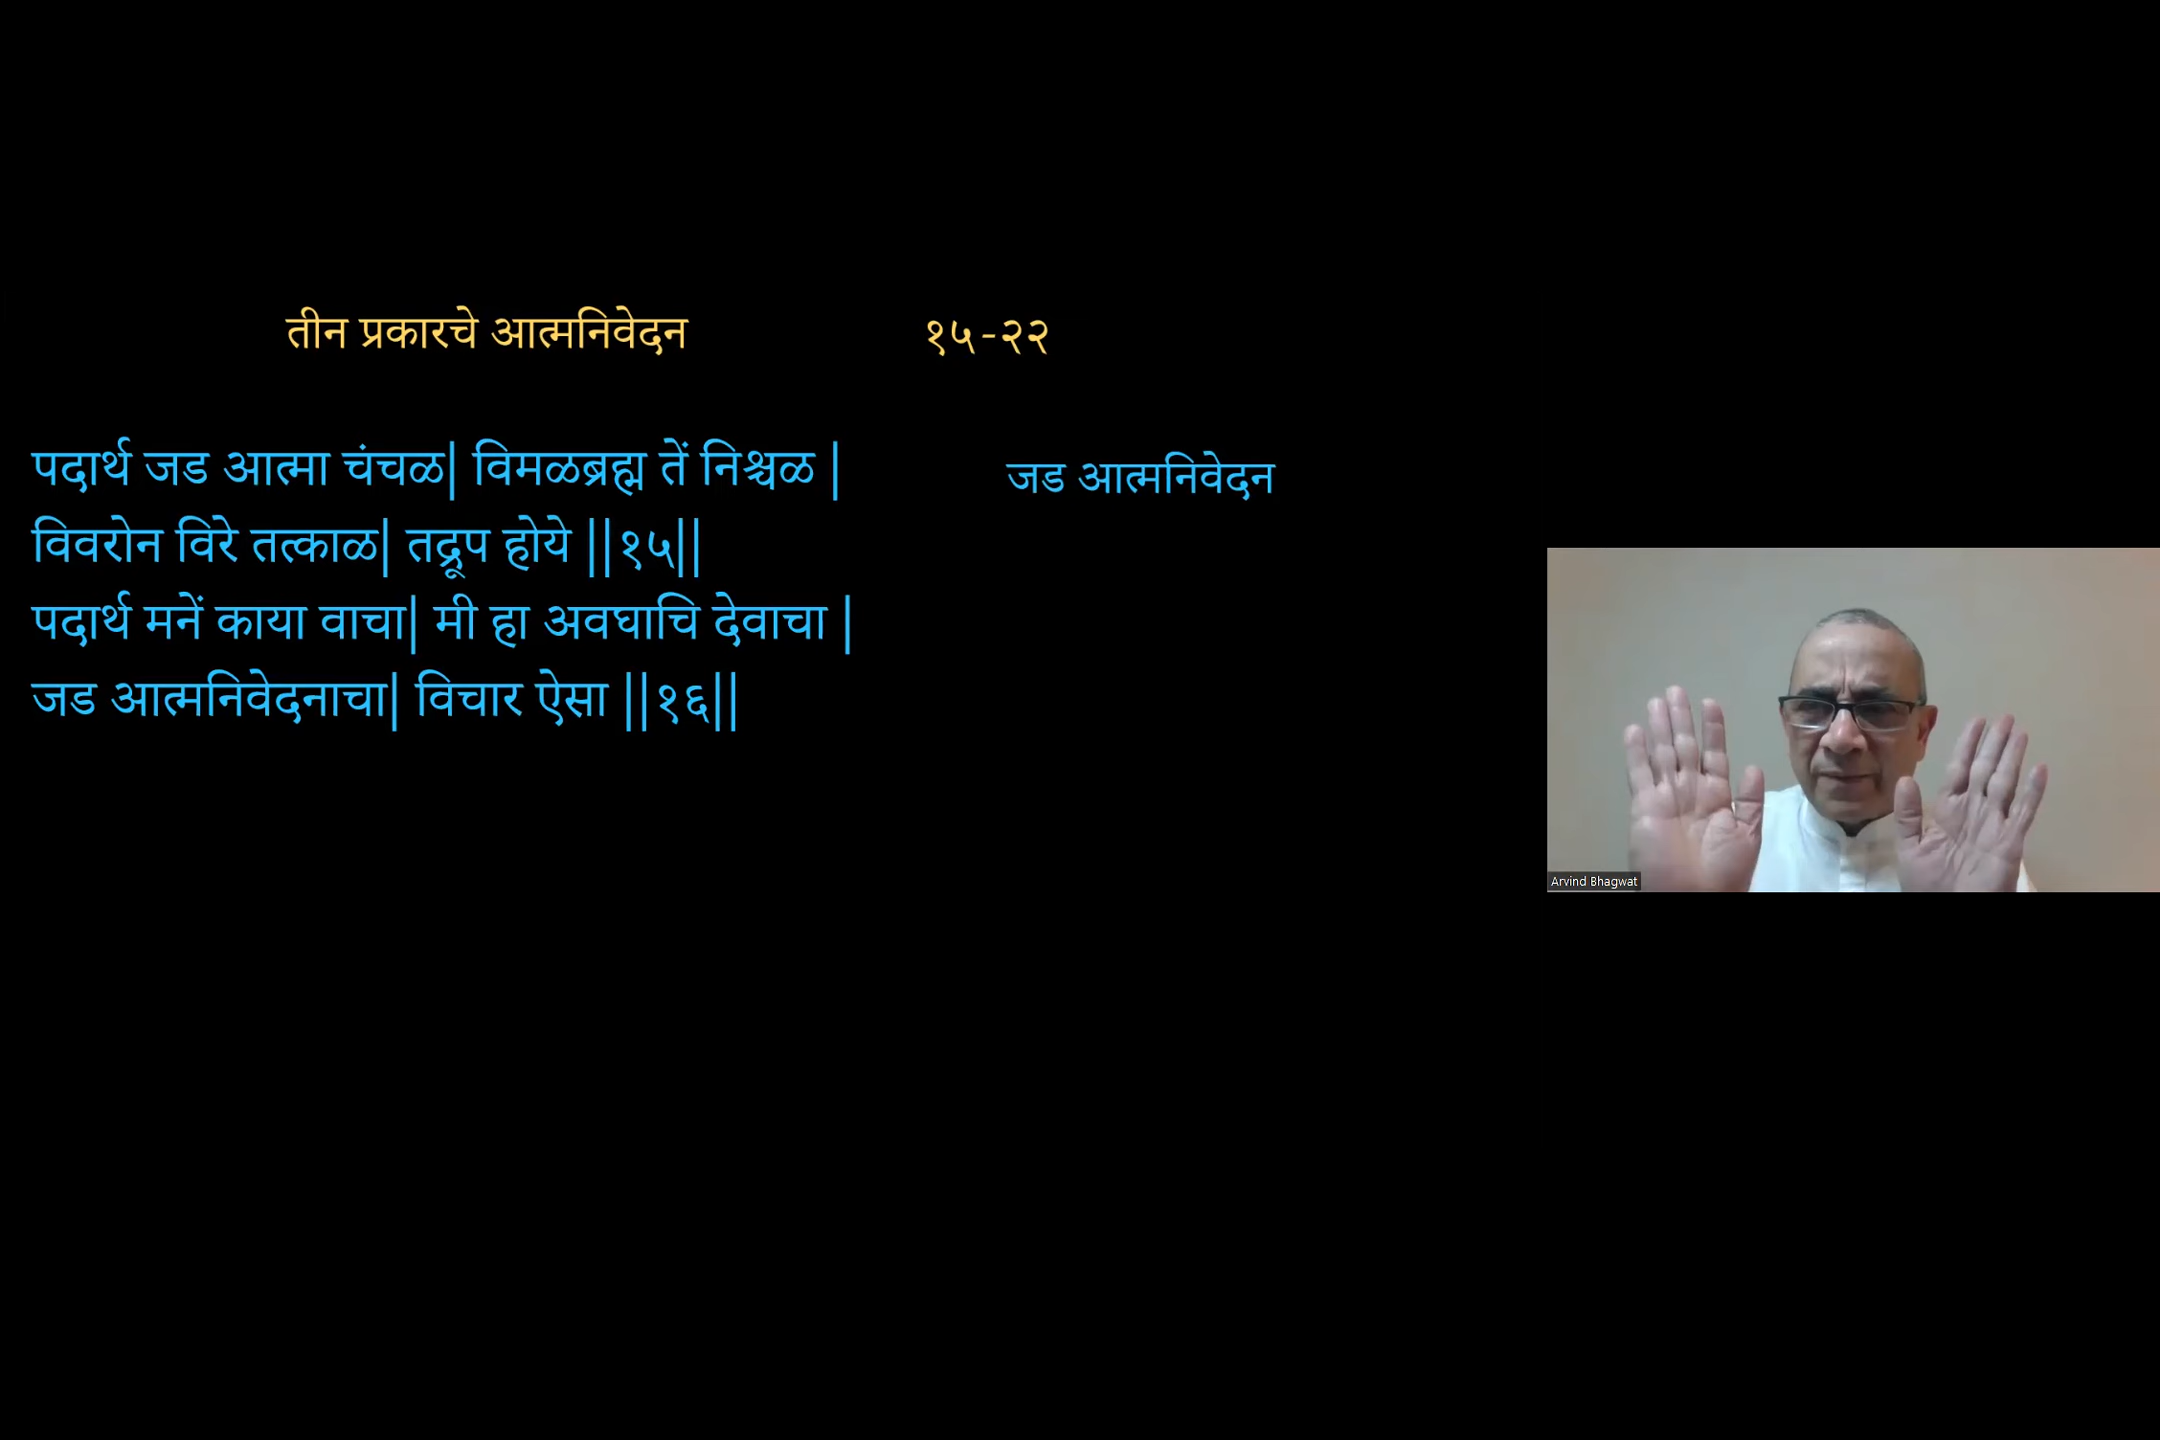 तीन प्रकारचे आत्मनिवेदन १५-२२
पदार्थ जड आत्मा चंचळ| विमळब्रह्म तें निश्चळ | जड आत्मनिवेदन
विवरोन विरे तत्काळ| तद्रूप होये ||१५||
पदार्थ मनें काया वाचा| मी हा अवघाचि देवाचा |
जड आत्मनिवेदनाचा| विचार ऐसा ||१६||
Arvind Bhagwat